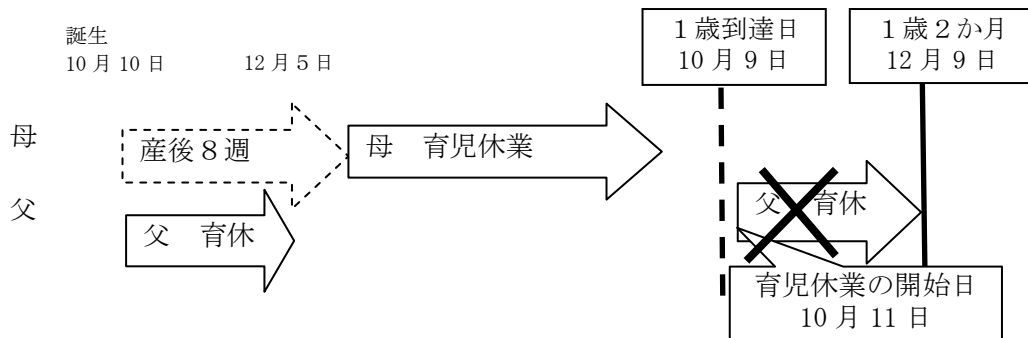 誕生
10月10日
12月5日
1歳到達日
10月9日
1歳2か月
12月9日
母
産後8週
母 育児休業
父
父 育休
父 育休
育児休業の開始日
10月11日